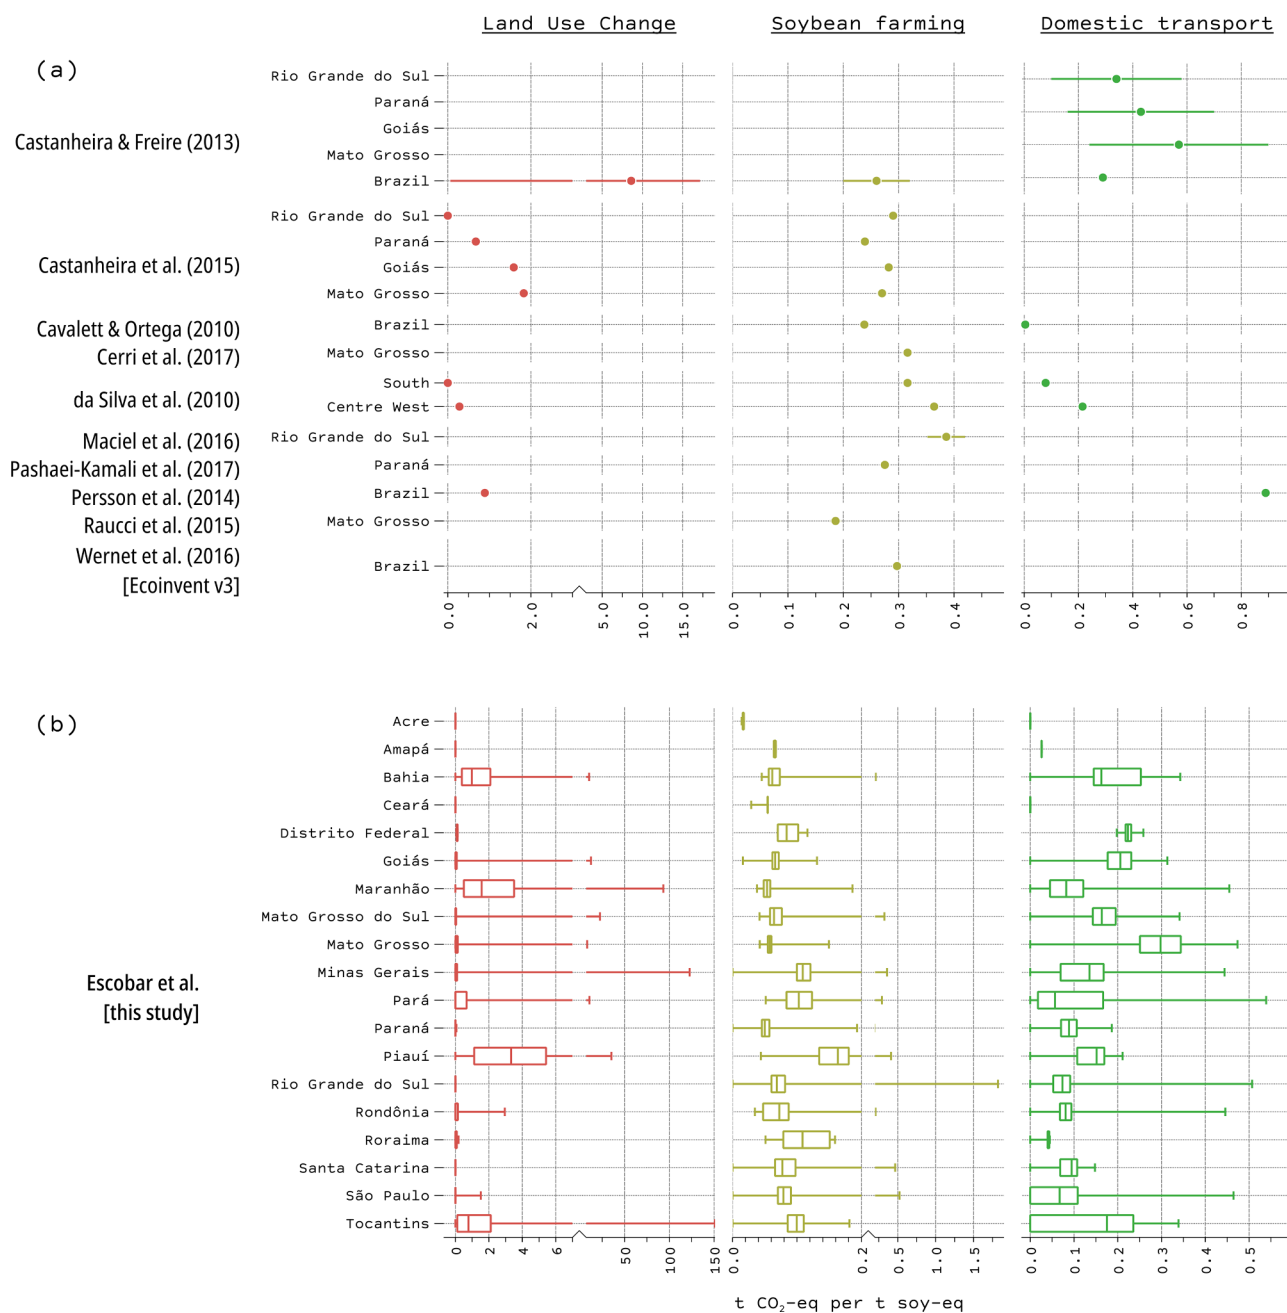 Land Use Change Soybean farming Domestic transport
(a)
Castanheira & Freire (2013)
Rio Grande do Sul
Paraná
Goiás
Mato Grosso
Brazil
Castanheira et al. (2015)
Rio Grande do Sul
Paraná
Goiás
Mato Grosso
Cavalett & Ortega (2010) Brazil
Cerri et al. (2017) Mato Grosso
da Silva et al. (2010)
South
Centre West
Maciel et al. (2016) Rio Grande do Sul
Pashaei-Kamali et al. (2017) Paraná
Persson et al. (2014) Brazil
Raucci et al. (2015) Mato Grosso
Wernet et al. (2016)
[Ecoinvent v3]
Brazil
0.0 2.0 5.0 10.0 15.0 0.0 0.1 0.2 0.3 0.4 0.0 0.2 0.4 0.6 0.8
(b)
Escobar et al.
[this study]
Acre
Amapá
Bahia
Ceará
Distrito Federal
Goiás
Maranhão
Mato Grosso do Sul
Mato Grosso
Minas Gerais
Pará
Paraná
Piauí
Rio Grande do Sul
Rondônia
Roraima
Santa Catarina
São Paulo
Tocantins
0 2 4 6 50 100 150 0.0 0.2 0.5 1.0 1.5 0.0 0.1 0.2 0.3 0.4 0.5
t CO₂-eq per t soy-eq